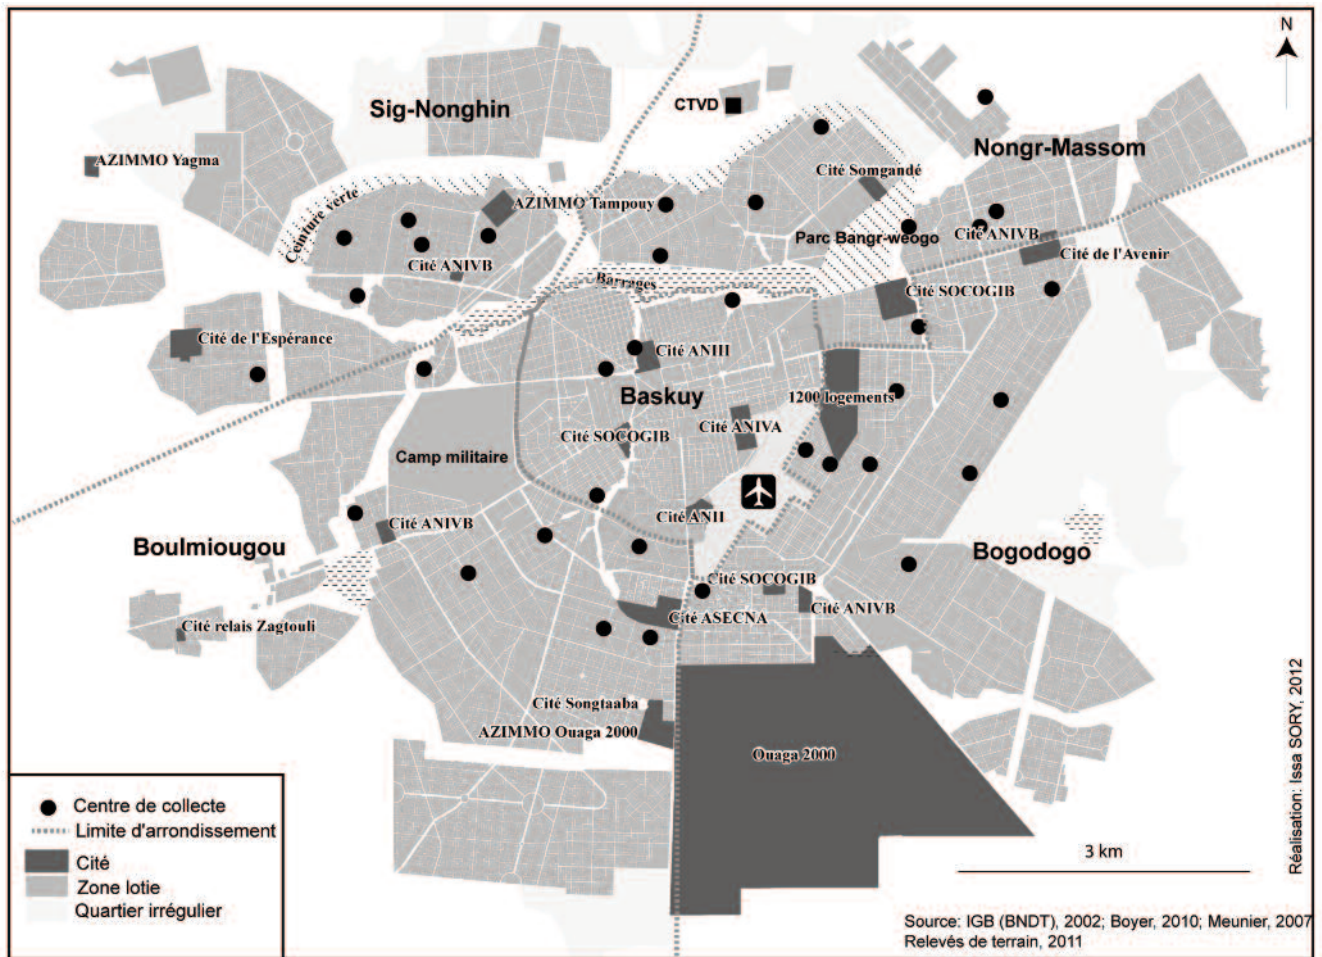 N
CTVD
Sig-Nonghin
Nongr-Massom
AZIMMO Yagma
Cité Somgandé
AZIMMO Tampouy
Ceinture verte
Parc Bangr-weogo
Cité ANIVB
Cité de l'Avenir
Cité ANIVB
Barrages
Cité SOCOGIB
Cité de l'Espérance
Cité ANIII
Baskuy
1200 logements
Cité ANIVA
Cité SOCOGIB
Camp militaire
Cité ANII
Cité ANIVB
Boulmiougou
Bogodogo
Cité SOCOGIB
Cité ANIVB
Cité ASECNA
Cité relais Zagtouli
Cité Songtaaba
AZIMMO Ouaga 2000
Ouaga 2000
Centre de collecte
Limite d'arrondissement
Cité
Zone lotie
Quartier irrégulier
3 km
Réalisation: Issa SORY, 2012
Source: IGB (BNDT), 2002; Boyer, 2010; Meunier, 2007
Relevés de terrain, 2011